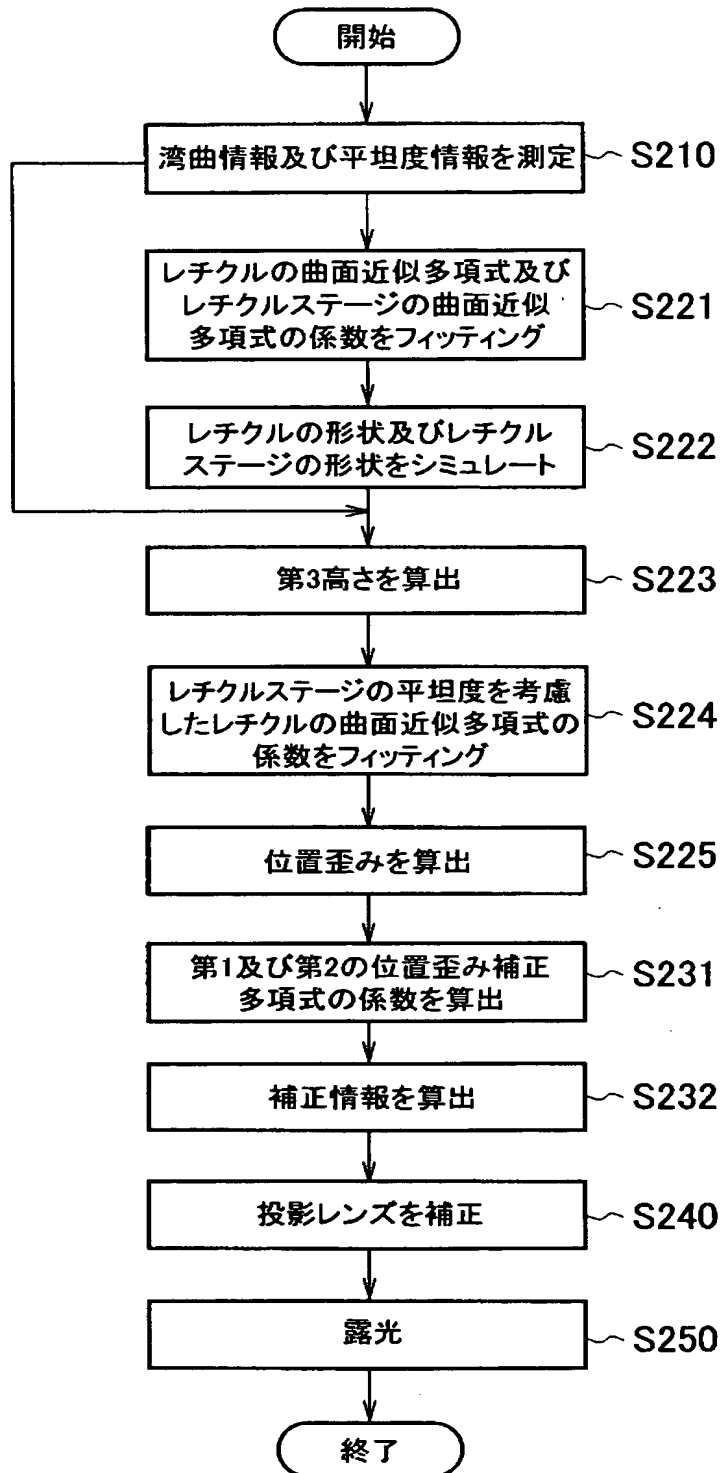 開始
湾曲情報及び平坦度情報を測定
S210
レチクルの曲面近似多項式及び
レチクルステージの曲面近似
多項式の係数をフィッティング
S221
レチクルの形状及びレチクル
ステージの形状をシミュレート
S222
第3高さを算出
S223
レチクルステージの平坦度を考慮
したレチクルの曲面近似多項式の
係数をフィッティング
S224
位置歪みを算出
S225
第1及び第2の位置歪み補正
多項式の係数を算出
S231
補正情報を算出
S232
投影レンズを補正
S240
露光
S250
終了